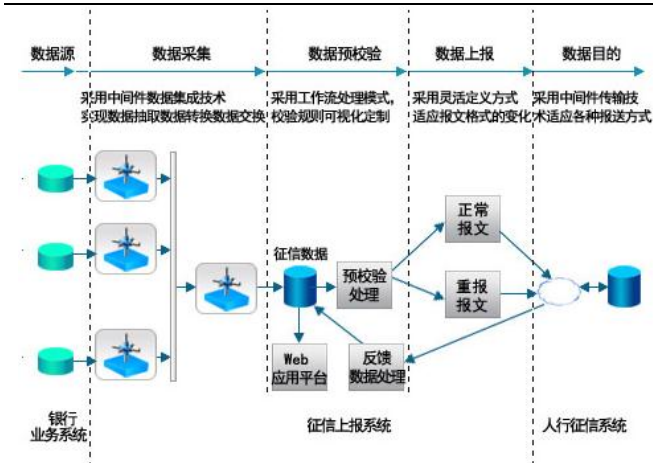 数据源
数据采集
数据预校验
数据上报
数据目的
采用中间件数据集成技术
实现数据抽取数据转换数据交换
采用工作流处理模式,
校验规则可视化定制
采用灵活定义方式
适应报文格式的变化
采用中间件传输技
术适应各种报送方式
正常
报文
征信数据
预校验
处理
重报
报文
Web
应用平台
反馈
数据处理
银行
业务系统
征信上报系统
人行征信系统